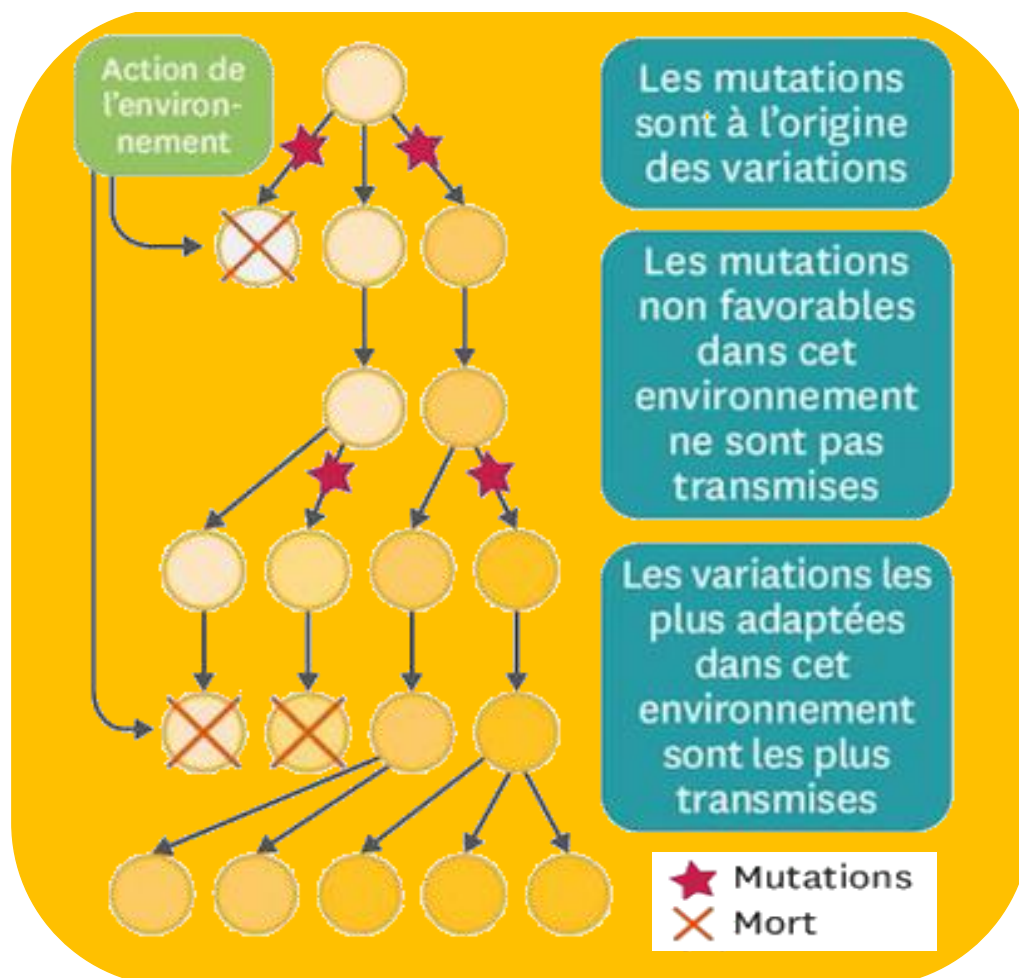 Action de
l'environ-
nement
Les mutations
sont à l'origine
des variations
Les mutations
non favorables
dans cet
environnement
ne sont pas
transmises
Les variations les
plus adaptées
dans cet
environnement
sont les plus
transmises
Mutations
Mort